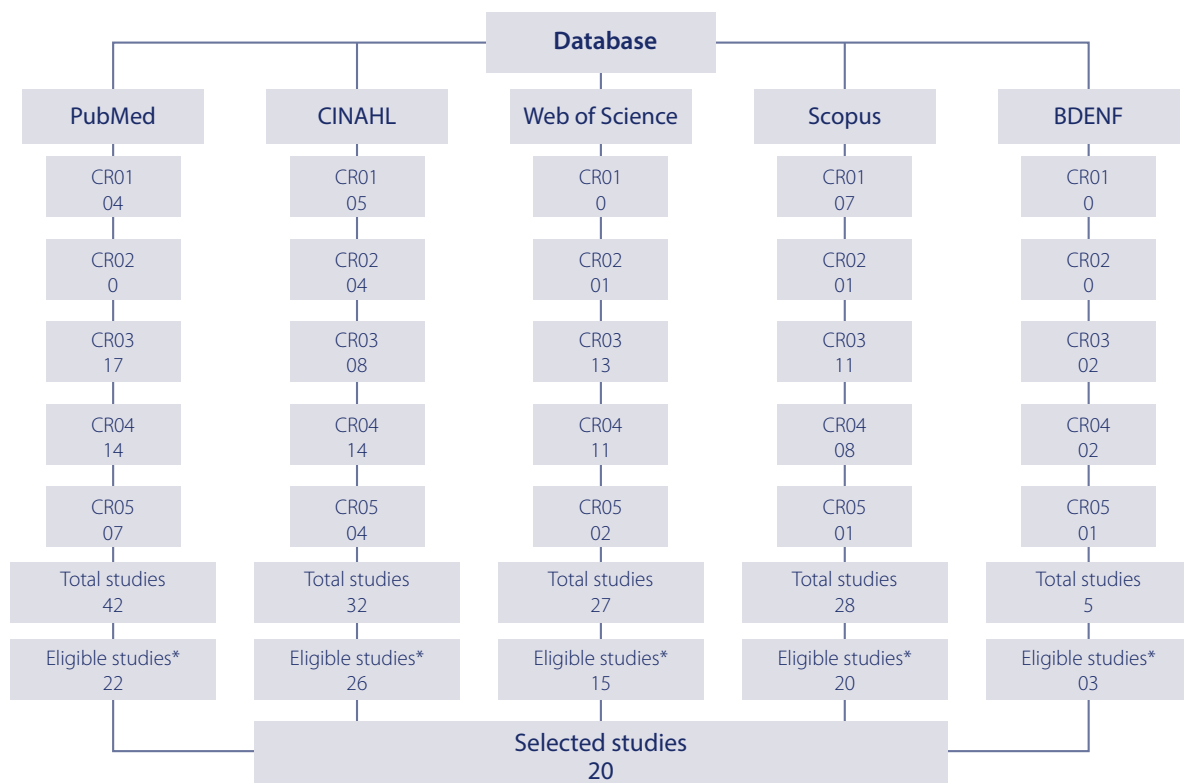 Database
PubMed
CINAHL
Web of Science
Scopus
BDENF
CR01
04
CR01
05
CR01
0
CR01
07
CR01
0
CR02
0
CR02
04
CR02
01
CR02
01
CR02
0
CR03
17
CR03
08
CR03
13
CR03
11
CR03
02
CR04
14
CR04
14
CR04
11
CR04
08
CR04
02
CR05
07
CR05
04
CR05
02
CR05
01
CR05
01
Total studies
42
Total studies
32
Total studies
27
Total studies
28
Total studies
5
Eligible studies*
22
Eligible studies*
26
Eligible studies*
15
Eligible studies*
20
Eligible studies*
03
Selected studies
20